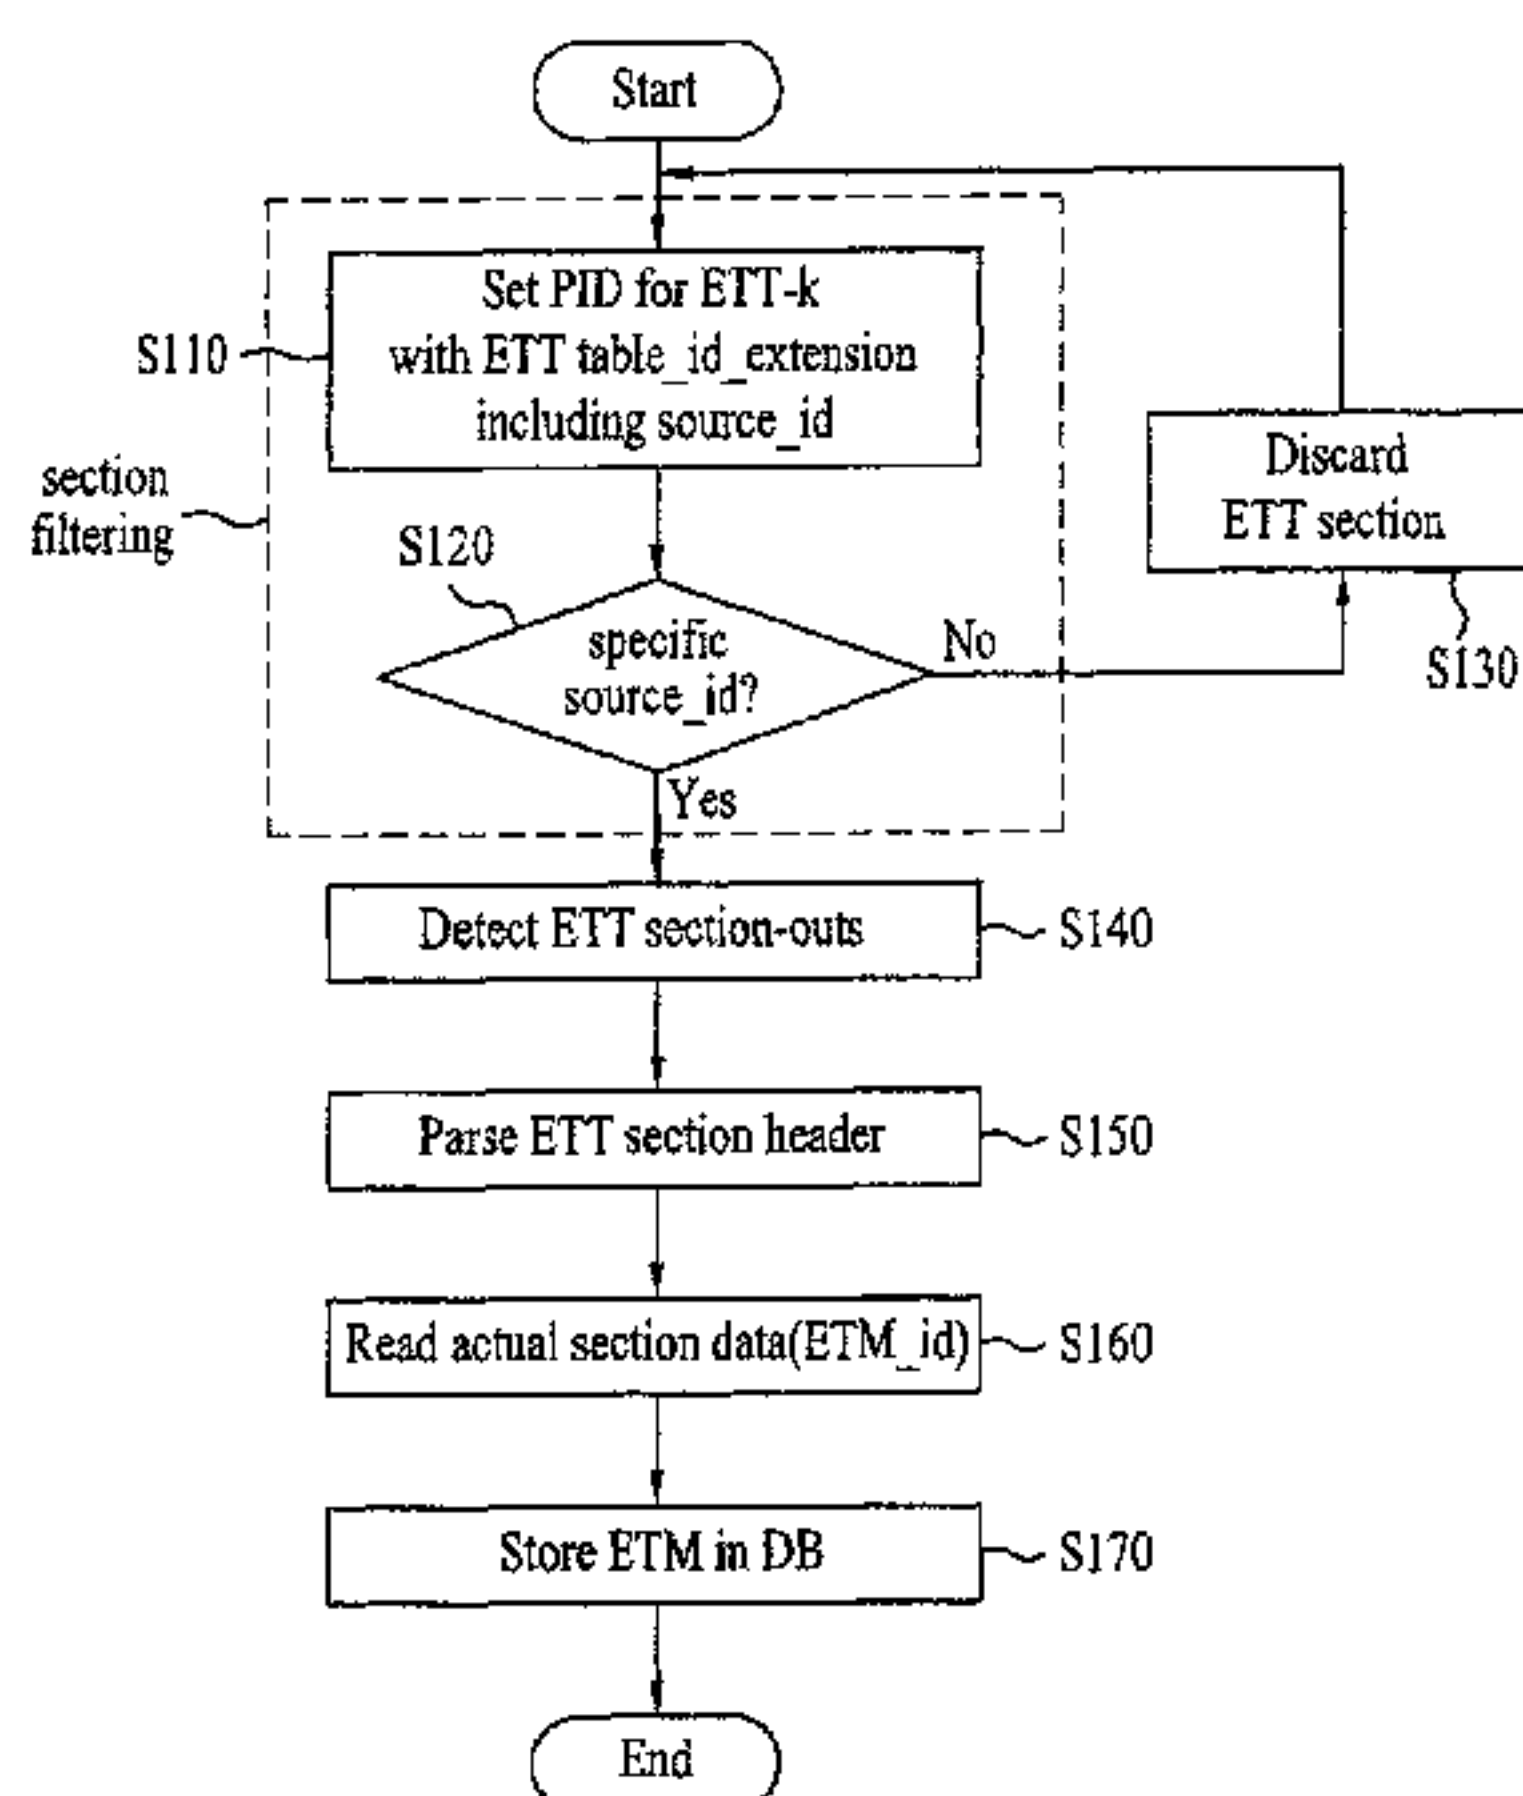 Start
Set PID for ETT-k
with ETT table_id_extension
including source_id
S110
section
filtering
Discard
ETT section
S130
S120
specific
source_id?
No
Yes
Detect ETT section-outs
S140
Parse ETT section header
S150
Read actual section data(ETM_id)
S160
Store ETM in DB
S170
End